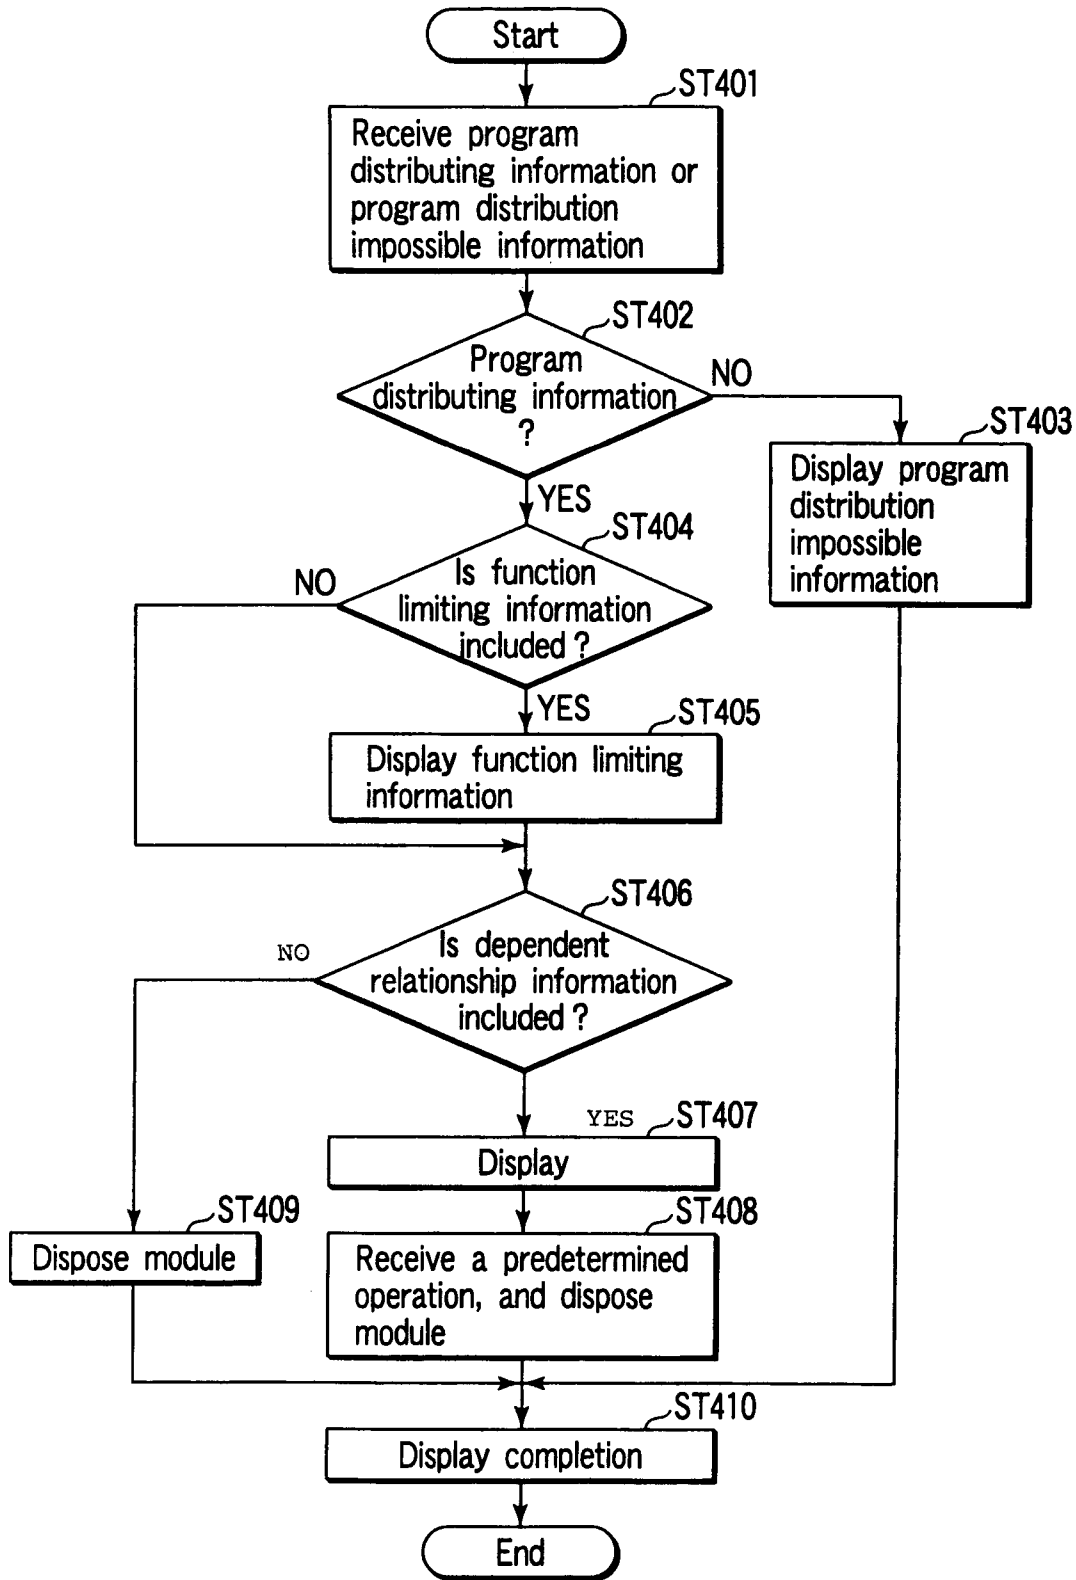 Start
ST401
Receive program
distributing information or
program distribution
impossible information
ST402
Program
distributing information
?
NO
ST403
Display program
distribution
impossible
information
YES
ST404
Is function
limiting information
included ?
NO
YES
ST405
Display function limiting
information
ST406
Is dependent
relationship information
included ?
NO
YES
ST407
Display
ST408
Receive a predetermined
operation, and dispose
module
ST409
Dispose module
ST410
Display completion
End